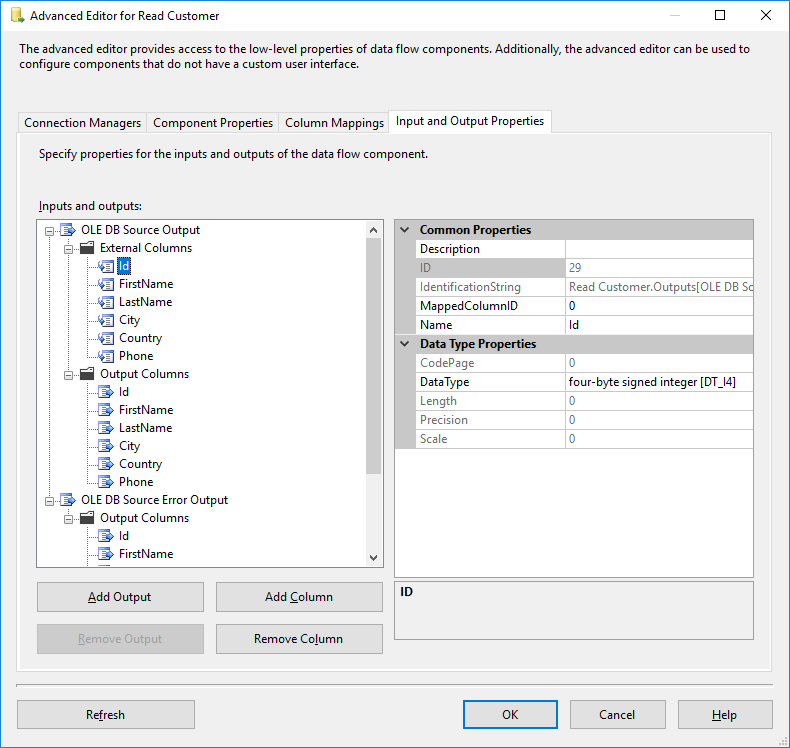 Advanced Editor for Read Customer
The advanced editor provides access to the low-level properties of data flow components. Additionally, the advanced editor can be used to
configure components that do not have a custom user interface.
Connection Managers Component Properties Column Mappings Input and Output Properties
Specify properties for the inputs and outputs of the data flow component.
Inputs and outputs:
OLE DB Source Output
External Columns
Id
FirstName
LastName
City
Country
Phone
Output Columns
Id
FirstName
LastName
City
Country
Phone
OLE DB Source Error Output
Output Columns
Id
FirstName
Common Properties
Description
ID 29
IdentificationString Read Customer.Outputs[OLE DB Sc
MappedColumnID 0
Name Id
Data Type Properties
CodePage 0
DataType four-byte signed integer [DT_I4]
Length 0
Precision 0
Scale 0
ID
Add Output Add Column
Remove Output Remove Column
Refresh OK Cancel Help